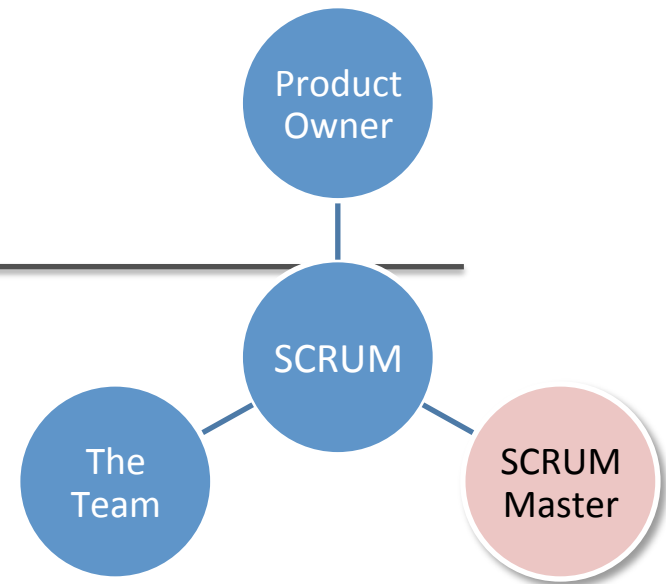 Product
Owner
SCRUM
The
Team
SCRUM
Master